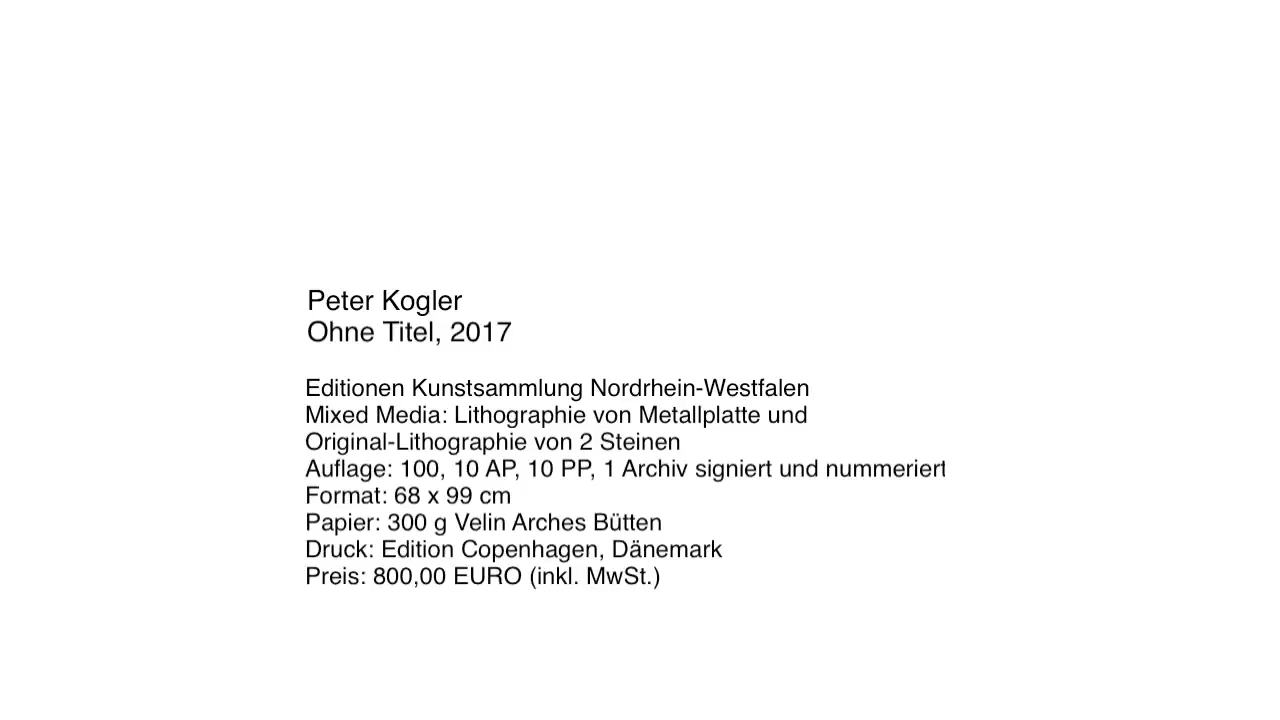 Peter Kogler
Ohne Titel, 2017
Editionen Kunstsammlung Nordrhein-Westfalen
Mixed Media: Lithographie von Metallplatte und
Original-Lithographie von 2 Steinen
Auflage: 100, 10 AP, 10 PP, 1 Archiv signiert und nummeriert
Format: 68 x 99 cm
Papier: 300 g Velin Arches Bütten
Druck: Edition Copenhagen, Dänemark
Preis: 800,00 EURO (inkl. MwSt.)